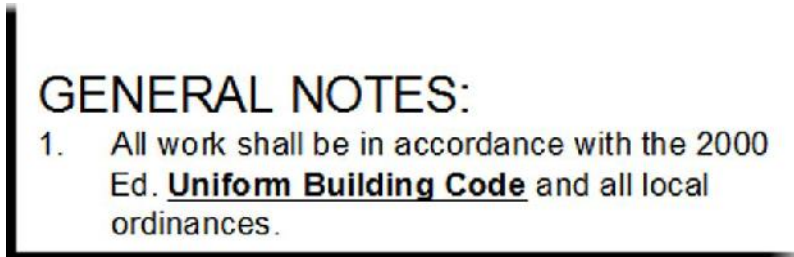 GENERAL NOTES:
1. All work shall be in accordance with the 2000
Ed. Uniform Building Code and all local
ordinances.